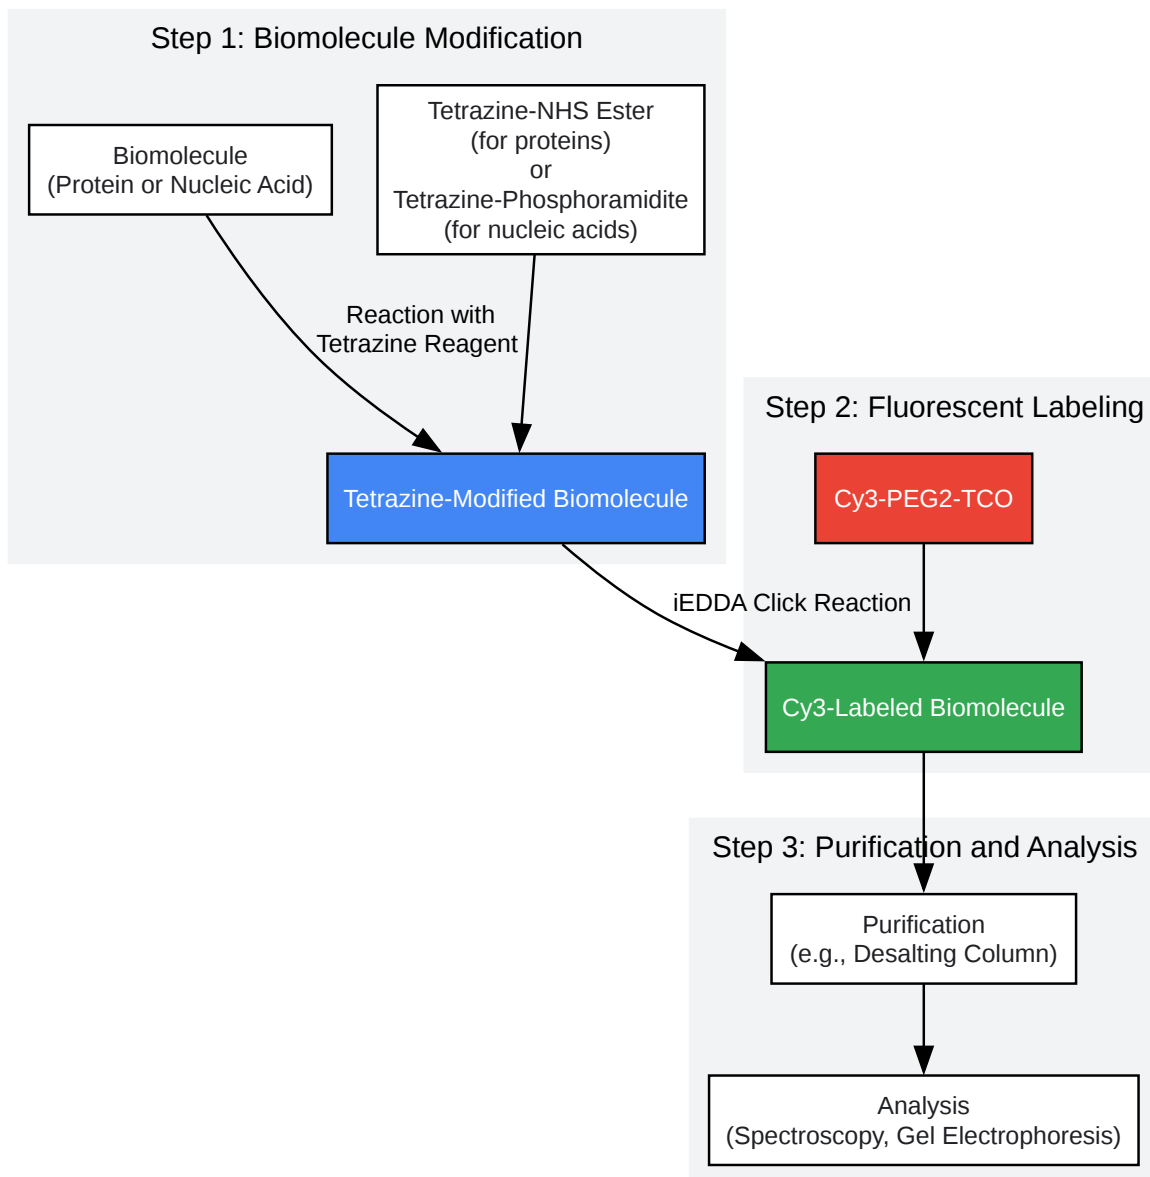 Step 1: Biomolecule Modification
Biomolecule
(Protein or Nucleic Acid)
Tetrazine-NHS Ester
(for proteins)
or
Tetrazine-Phosphoramidite
(for nucleic acids)
Reaction with
Tetrazine Reagent
Tetrazine-Modified Biomolecule
Step 2: Fluorescent Labeling
Cy3-PEG2-TCO
iEDDA Click Reaction
Cy3-Labeled Biomolecule
Step 3: Purification and Analysis
Purification
(e.g., Desalting Column)
Analysis
(Spectroscopy, Gel Electrophoresis)